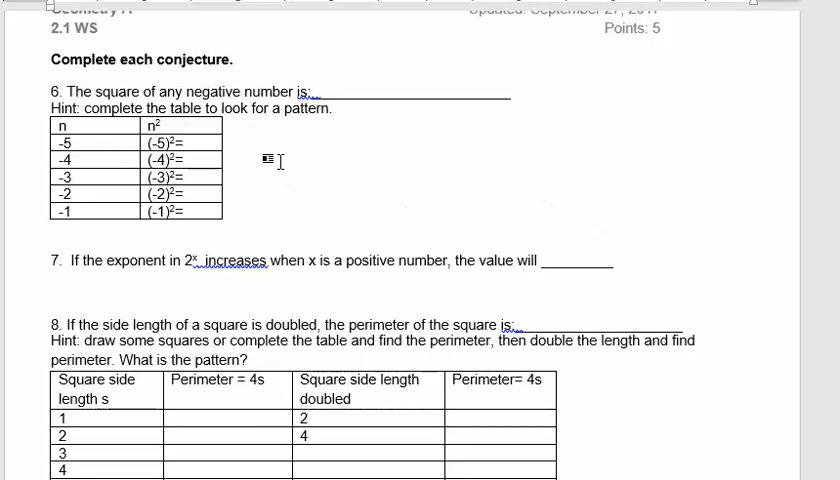 2.1 WS Points: 5
Complete each conjecture.
6. The square of any negative number is:_______________________
Hint: complete the table to look for a pattern.
n n²
-5 (-5)²=
-4 (-4)²=
-3 (-3)²=
-2 (-2)²=
-1 (-1)²=
7. If the exponent in 2ˣ increases when x is a positive number, the value will _________
8. If the side length of a square is doubled, the perimeter of the square is:____________________
Hint: draw some squares or complete the table and find the perimeter, then double the length and find
perimeter. What is the pattern?
Square side Perimeter = 4s Square side length Perimeter= 4s
length s doubled
1 2
2 4
3
4